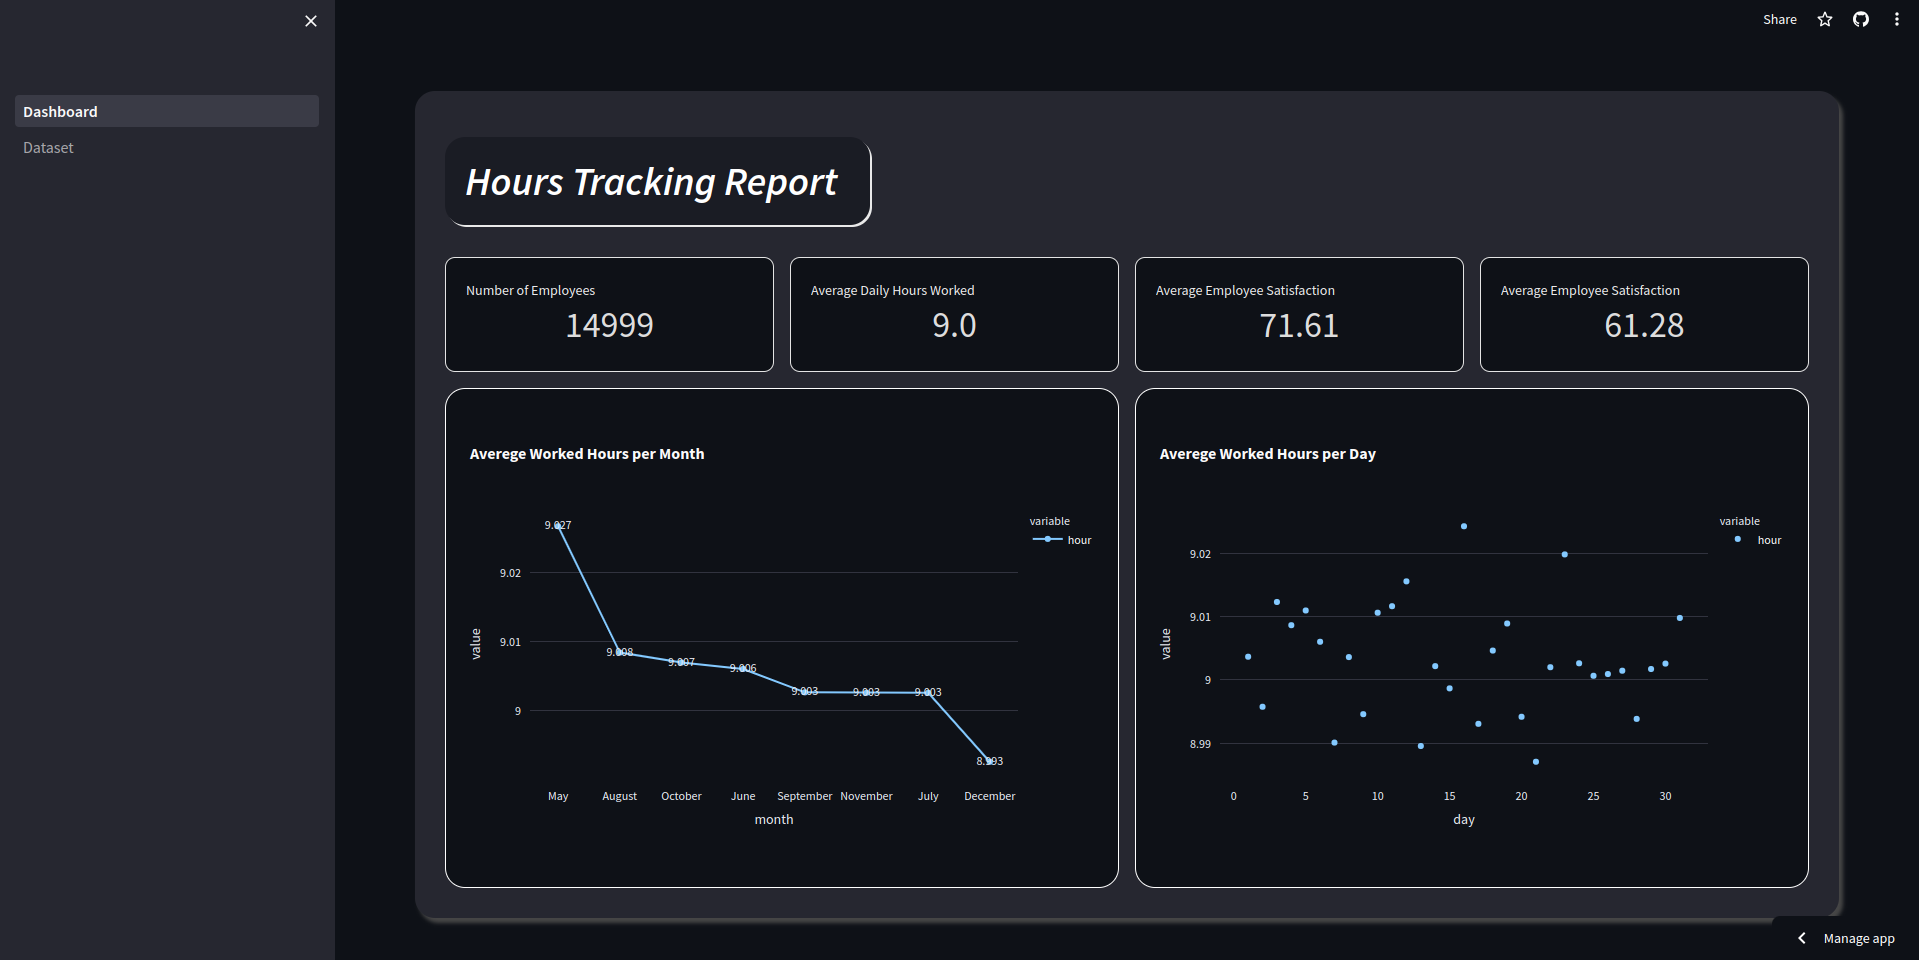 Share
Dashboard
Dataset
Hours Tracking Report
Number of Employees
14999
Average Daily Hours Worked
9.0
Average Employee Satisfaction
71.61
Average Employee Satisfaction
61.28
Averege Worked Hours per Month
9.027
9.008
9.007
9.006
9.003
9.003
9.003
8.993
9.02
9.01
9
value
May August October June September November July December
month
variable
hour
Averege Worked Hours per Day
9.02
9.01
9
8.99
value
0 5 10 15 20 25 30
day
variable
hour
Manage app